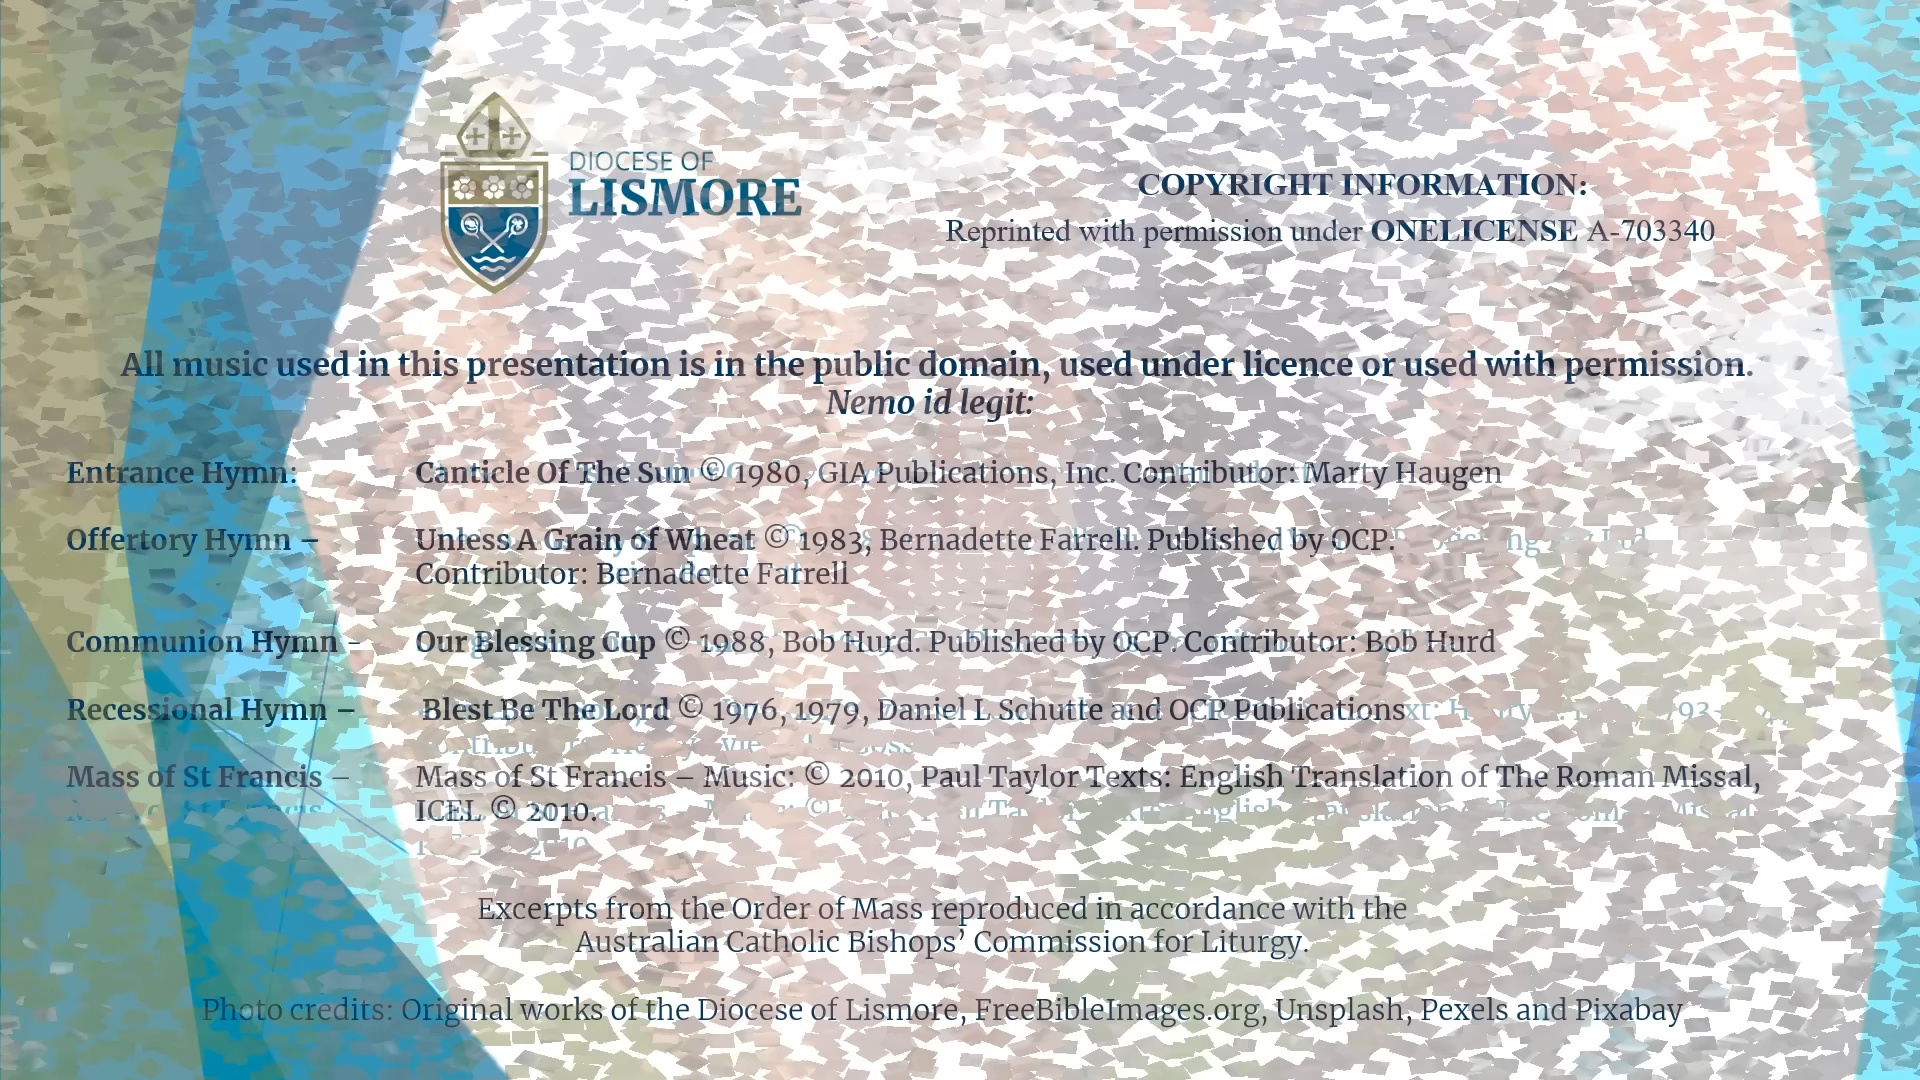 DIOCESE OF
LISMORE
COPYRIGHT INFORMATION:
Reprinted with permission under ONELICENSE A-703340
All music used in this presentation is in the public domain, used under licence or used with permission.
Nemo id legit:
Entrance Hymn: Canticle Of The Sun © 1980, GIA Publications, Inc. Contributor: Marty Haugen
Offertory Hymn – Unless A Grain of Wheat © 1983, Bernadette Farrell. Published by OCP.
Contributor: Bernadette Farrell
Communion Hymn - Our Blessing Cup © 1988, Bob Hurd. Published by OCP. Contributor: Bob Hurd
Recessional Hymn – Blest Be The Lord © 1976, 1979, Daniel L Schutte and OCP Publications
Mass of St Francis – Mass of St Francis – Music: © 2010, Paul Taylor Texts: English Translation of The Roman Missal,
ICEL © 2010.
Excerpts from the Order of Mass reproduced in accordance with the
Australian Catholic Bishops’ Commission for Liturgy.
Photo credits: Original works of the Diocese of Lismore, FreeBibleImages.org, Unsplash, Pexels and Pixabay